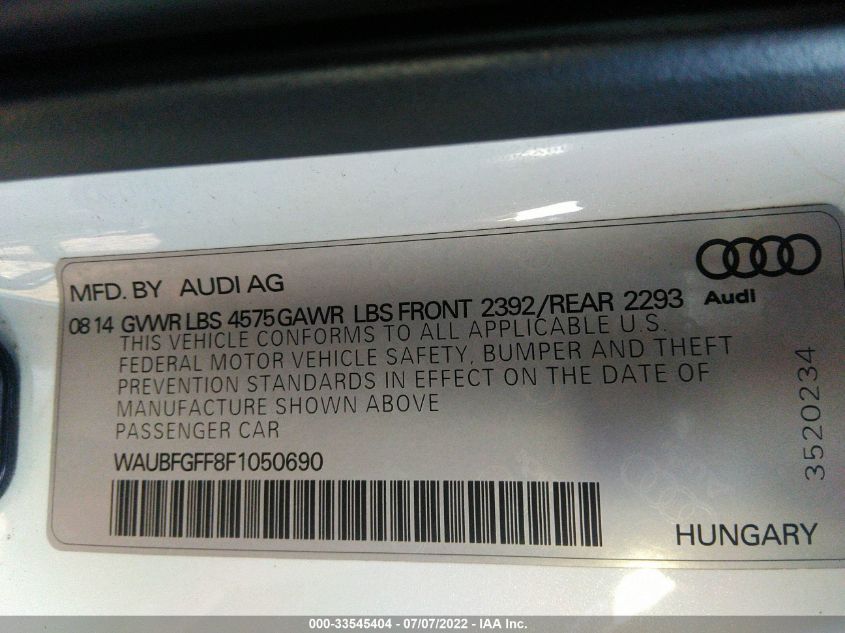 MFD. BY AUDI AG
Audi
0814 GVWR LBS 4575 GAWR LBS FRONT 2392/REAR 2293
THIS VEHICLE CONFORMS TO ALL APPLICABLE U.S.
FEDERAL MOTOR VEHICLE SAFETY, BUMPER AND THEFT
PREVENTION STANDARDS IN EFFECT ON THE DATE OF
MANUFACTURE SHOWN ABOVE
PASSENGER CAR
WAUBFGFF8F1050690
3520234
HUNGARY
000-33545404 - 07/07/2022 - IAA Inc.